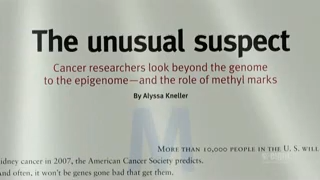 The unusual suspect
Cancer researchers look beyond the genome
to the epigenome—and the role of methyl marks
By Alyssa Kneller
M
More than 10,000 people in the U.S. will
idney cancer in 2007, the American Cancer Society predicts.
And often, it won't be genes gone bad that get them.